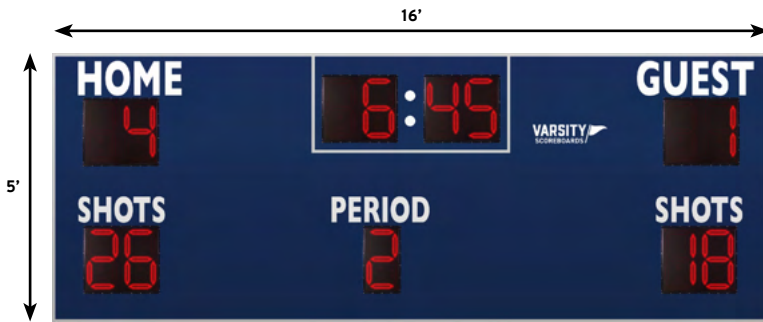 16'
HOME
6:45
GUEST
4
1
VARSITY
SCOREBOARDS
5'
SHOTS
PERIOD
SHOTS
26
2
18